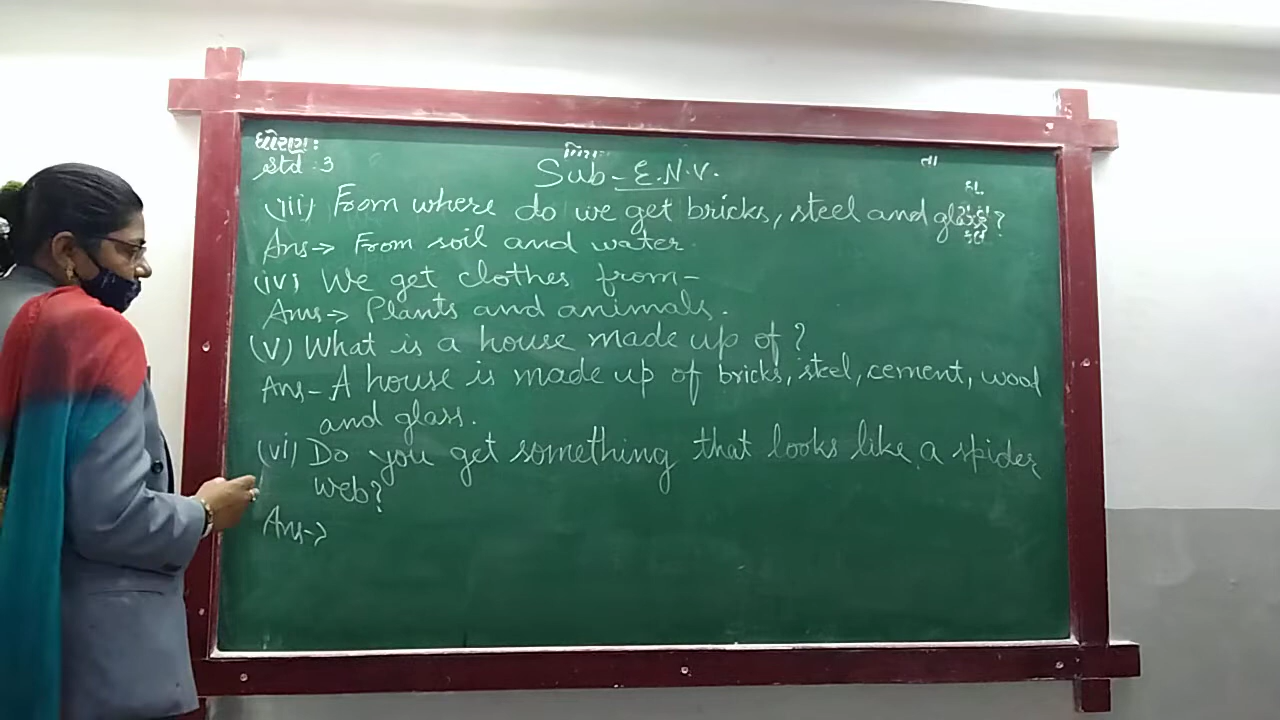 ધોરણ:
std : 3
Sub - E.N.V.
તા
(iii) From where do we get bricks, steel and glass?
Ans → From soil and water.
(iv) We get clothes from -
Ans → Plants and animals.
(v) What is a house made up of?
Ans - A house is made up of bricks, steel, cement, wood
and glass.
(vi) Do you get something that looks like a spider
web?
Ans →